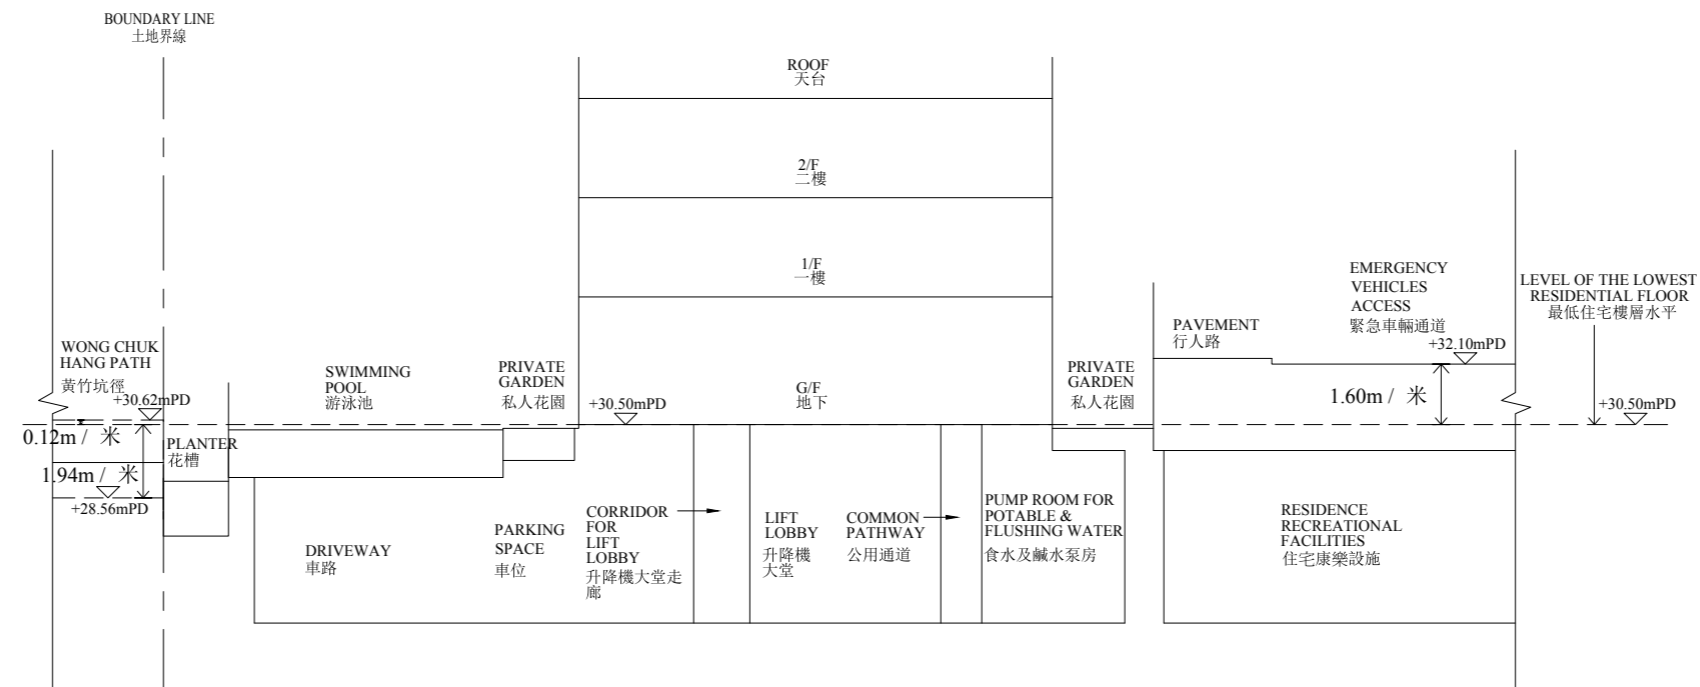 BOUNDARY LINE
土地界線
ROOF
天台
2/F
二樓
1/F
一樓
G/F
地下
WONG CHUK
HANG PATH
黃竹坑徑
+30.62mPD
0.12m / 米
1.94m / 米
+28.56mPD
PLANTER
花槽
SWIMMING
POOL
游泳池
PRIVATE
GARDEN
私人花園
+30.50mPD
PRIVATE
GARDEN
私人花園
PAVEMENT
行人路
EMERGENCY
VEHICLES
ACCESS
緊急車輛通道
+32.10mPD
1.60m / 米
LEVEL OF THE LOWEST
RESIDENTIAL FLOOR
最低住宅樓層水平
+30.50mPD
DRIVEWAY
車路
PARKING
SPACE
車位
CORRIDOR
FOR
LIFT
LOBBY
升降機大堂走
廊
LIFT
LOBBY
升降機
大堂
COMMON
PATHWAY
公用通道
PUMP ROOM FOR
POTABLE &
FLUSHING WATER
食水及鹹水泵房
RESIDENCE
RECREATIONAL
FACILITIES
住宅康樂設施